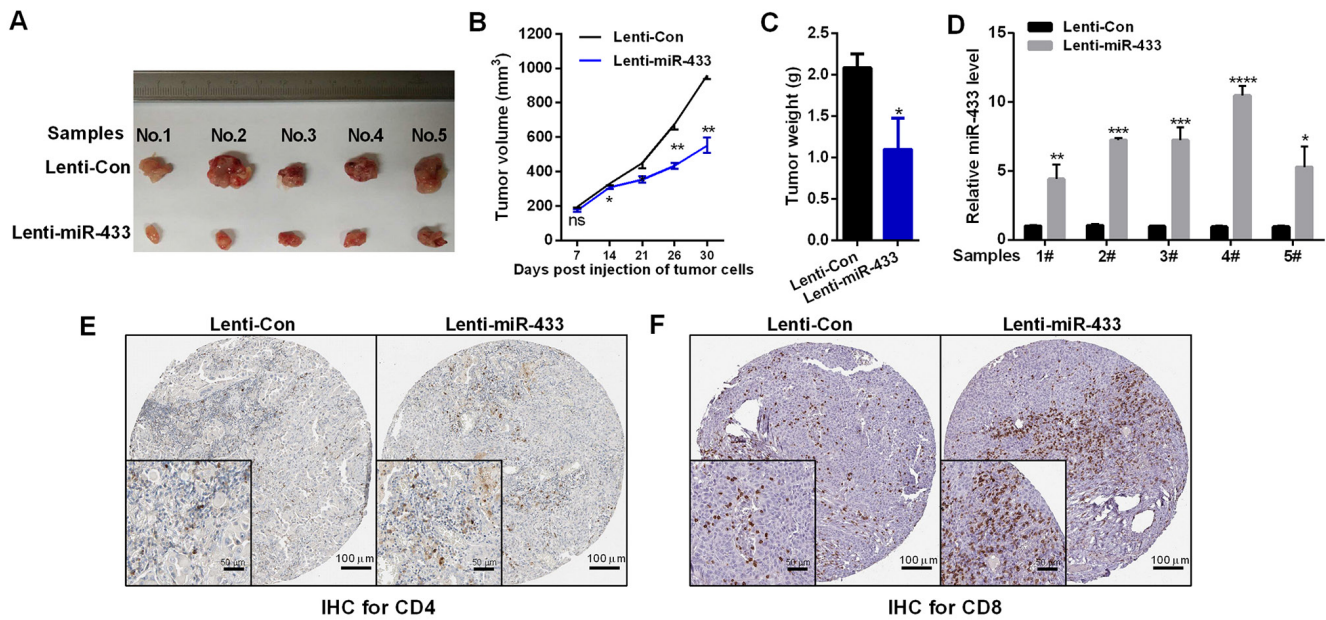 A
Samples No.1 No.2 No.3 No.4 No.5
Lenti-Con
Lenti-miR-433
B
Tumor volume (mm3)
1200
1000
800
600
400
200
0
Lenti-Con
Lenti-miR-433
ns
*
**
**
7 14 21 26 30
Days post injection of tumor cells
C
Tumor weight (g)
2.5
2.0
1.5
1.0
0.5
0.0
*
Lenti-Con
Lenti-miR-433
D
Relative miR-433 level
15
10
5
0
Lenti-Con
Lenti-miR-433
** *** *** **** *
Samples 1# 2# 3# 4# 5#
E
Lenti-Con Lenti-miR-433
50 μm 100 μm 50 μm 100 μm
IHC for CD4
F
Lenti-Con Lenti-miR-433
50 μm 100 μm 50 μm 100 μm
IHC for CD8